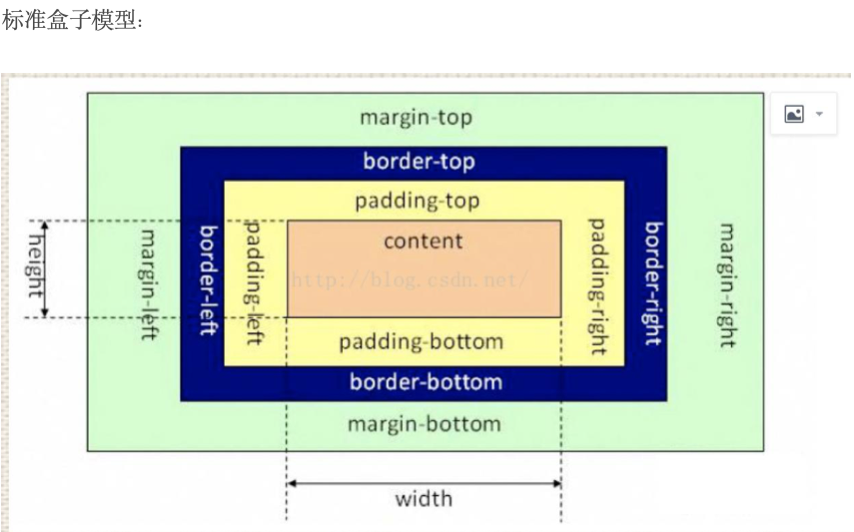 标准盒子模型：
margin-top
border-top
padding-top
height
margin-left
border-left
padding-left
content
http://blog.csdn.net/
padding-right
border-right
margin-right
padding-bottom
border-bottom
margin-bottom
width